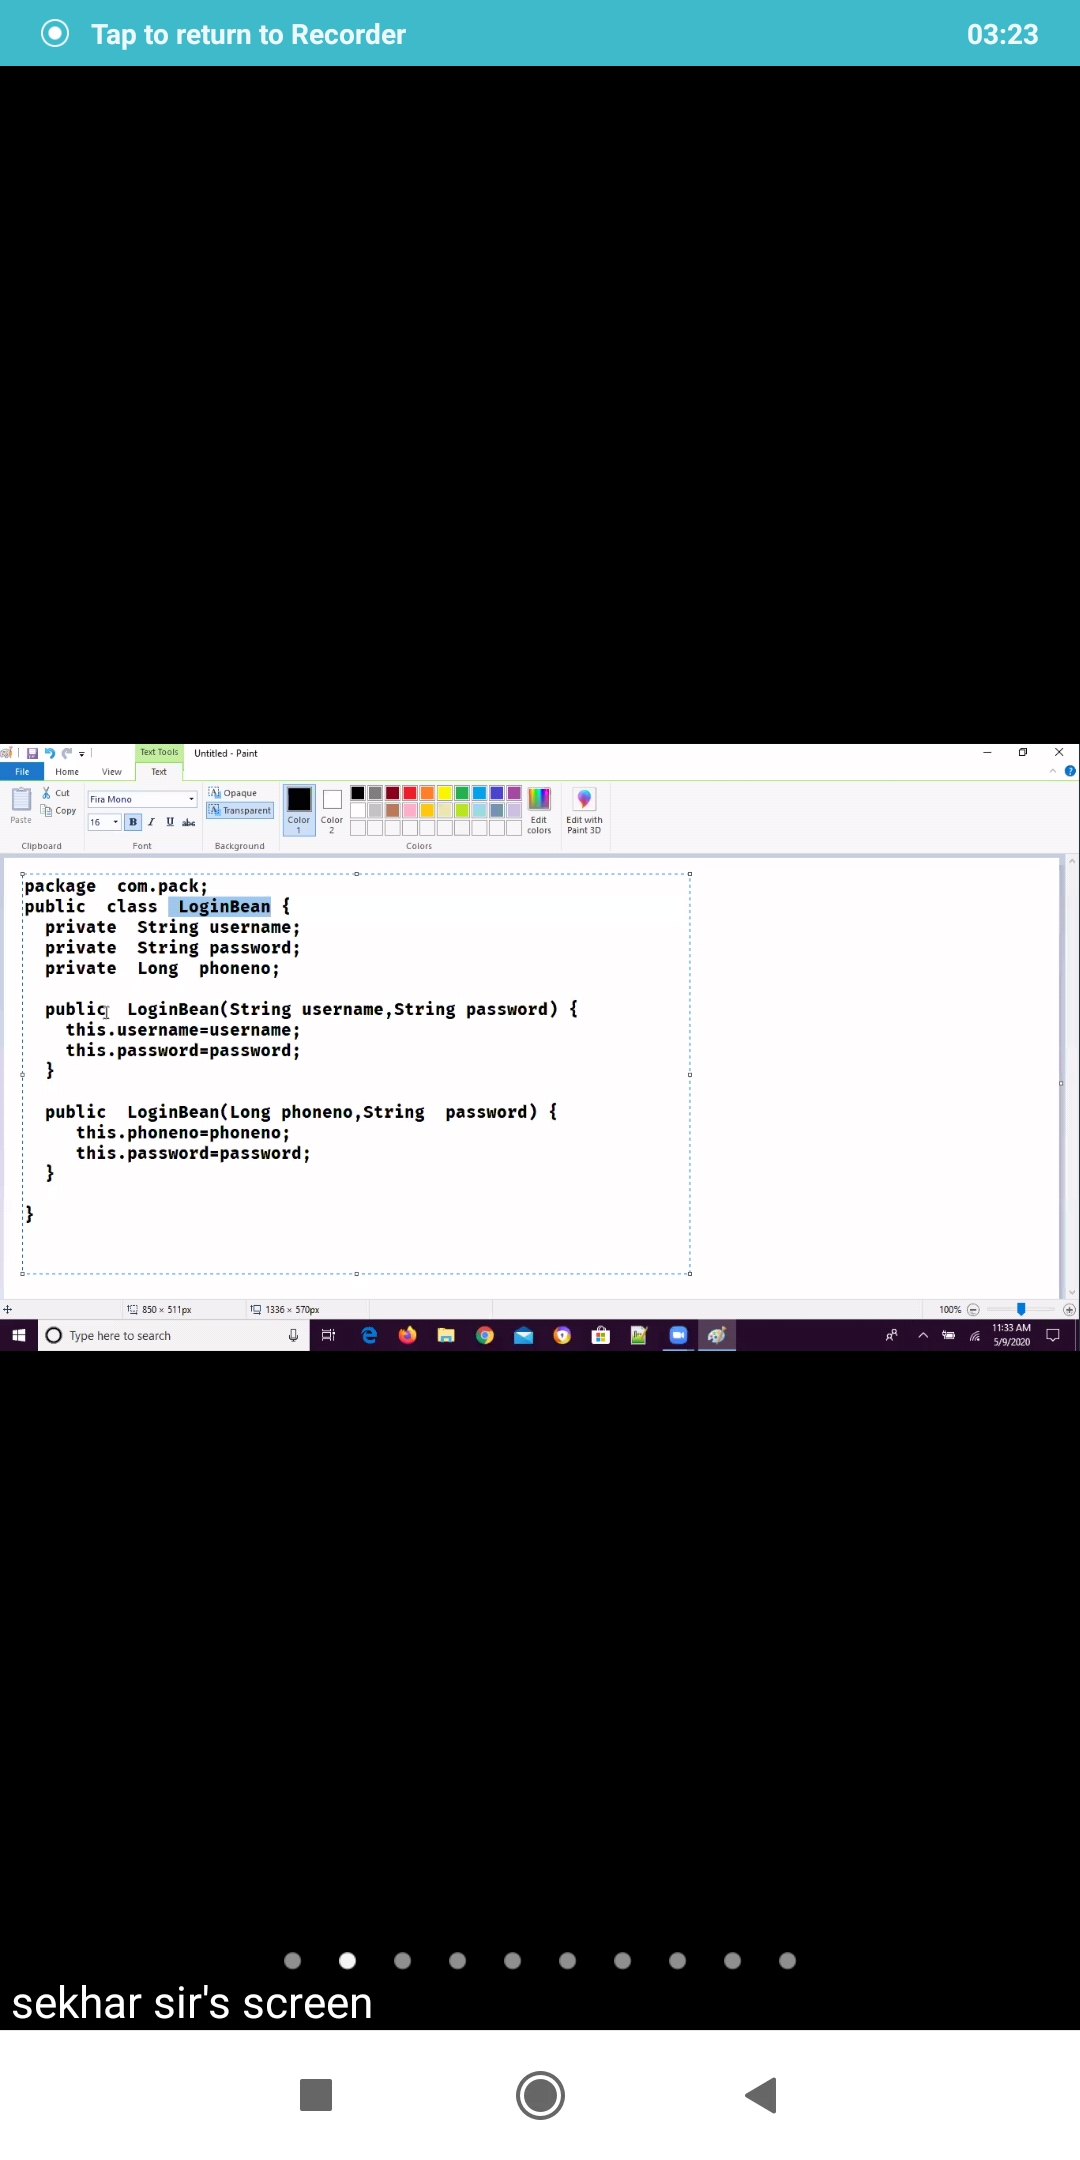 Tap to return to Recorder 03:23
Text Tools Untitled - Paint
File Home View Text
Paste Cut Copy Clipboard
Fira Mono
16 B I U abc
Font
Opaque
Transparent
Background
Color 1
Color 2
Edit colors
Colors
Edit with Paint 3D
package  com.pack;
public  class  LoginBean {
  private  String username;
  private  String password;
  private  Long  phoneno;
  public  LoginBean(String username,String password) {
    this.username=username;
    this.password=password;
  }
  public  LoginBean(Long phoneno,String  password) {
     this.phoneno=phoneno;
     this.password=password;
  }
}
850 × 511px 1336 × 570px 100%
Type here to search
11:33 AM
5/9/2020
sekhar sir's screen